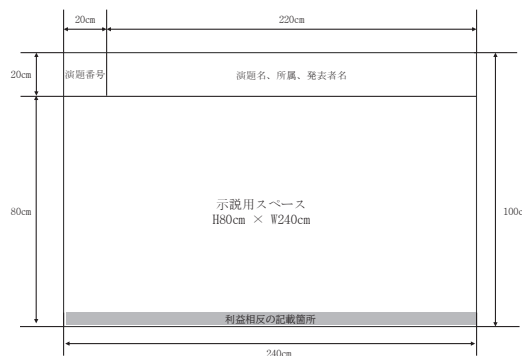 20cm
220cm
20cm
演題番号
演題名、所属、発表者名
80cm
示説用スペース
H80cm × W240cm
100c
利益相反の記載箇所
240cm